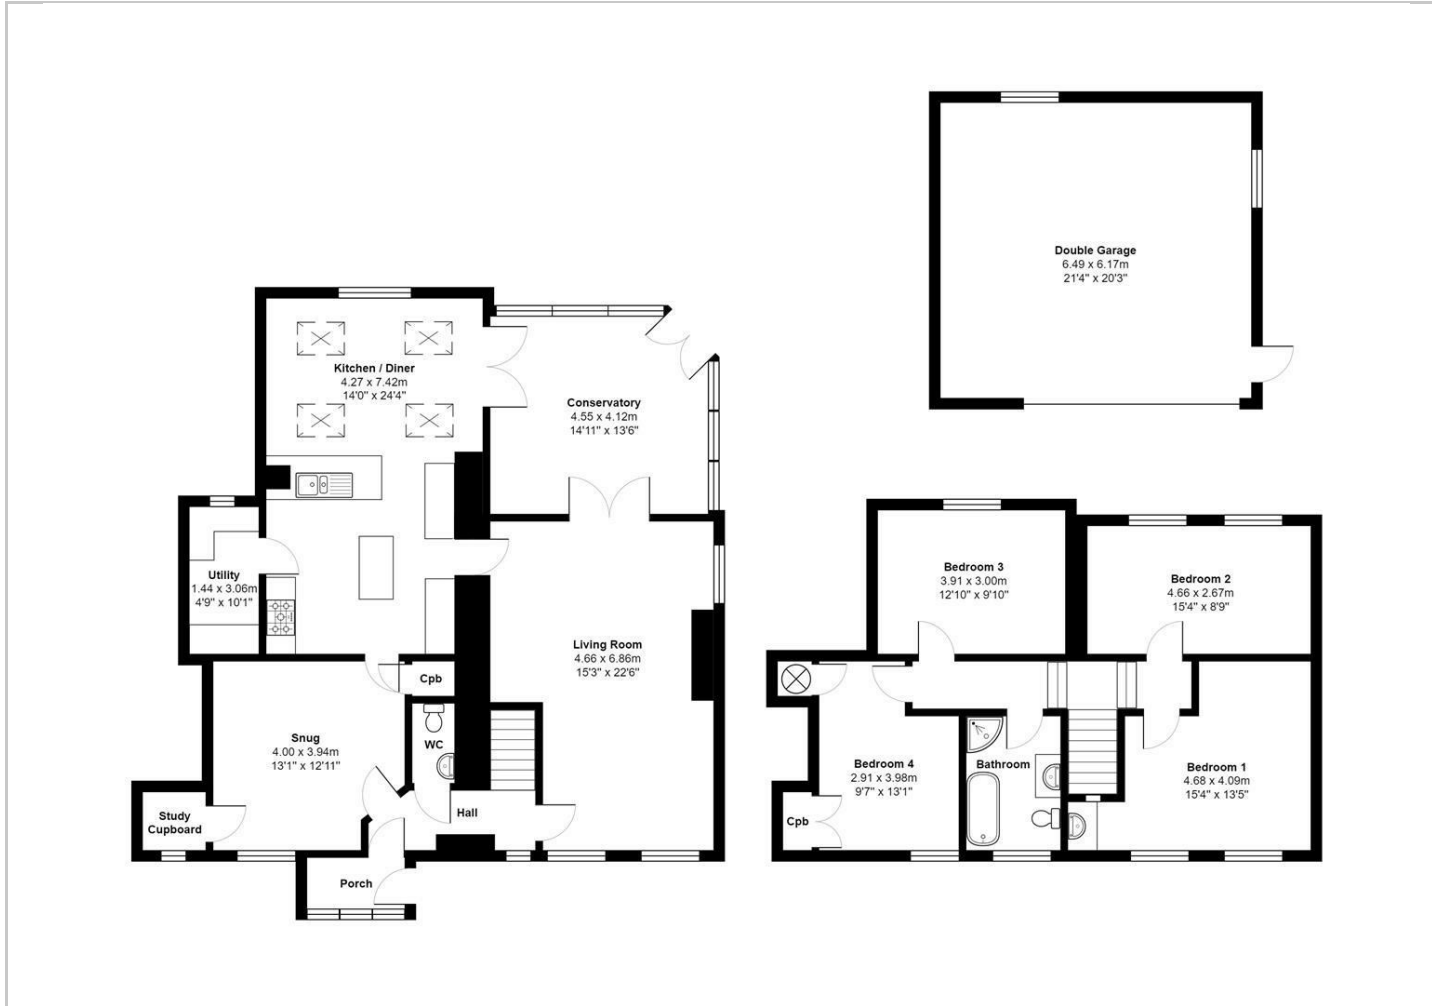 Double Garage
6.49 x 6.17m
21'4" x 20'3"
Kitchen / Diner
4.27 x 7.42m
14'0" x 24'4"
Conservatory
4.55 x 4.12m
14'11" x 13'6"
Utility
1.44 x 3.06m
4'9" x 10'1"
Living Room
4.66 x 6.86m
15'3" x 22'6"
Cpb
WC
Snug
4.00 x 3.94m
13'1" x 12'11"
Study
Cupboard
Hall
Porch
Bedroom 3
3.91 x 3.00m
12'10" x 9'10"
Bedroom 2
4.66 x 2.67m
15'4" x 8'9"
Bedroom 4
2.91 x 3.98m
9'7" x 13'1"
Cpb
Bathroom
Bedroom 1
4.68 x 4.09m
15'4" x 13'5"